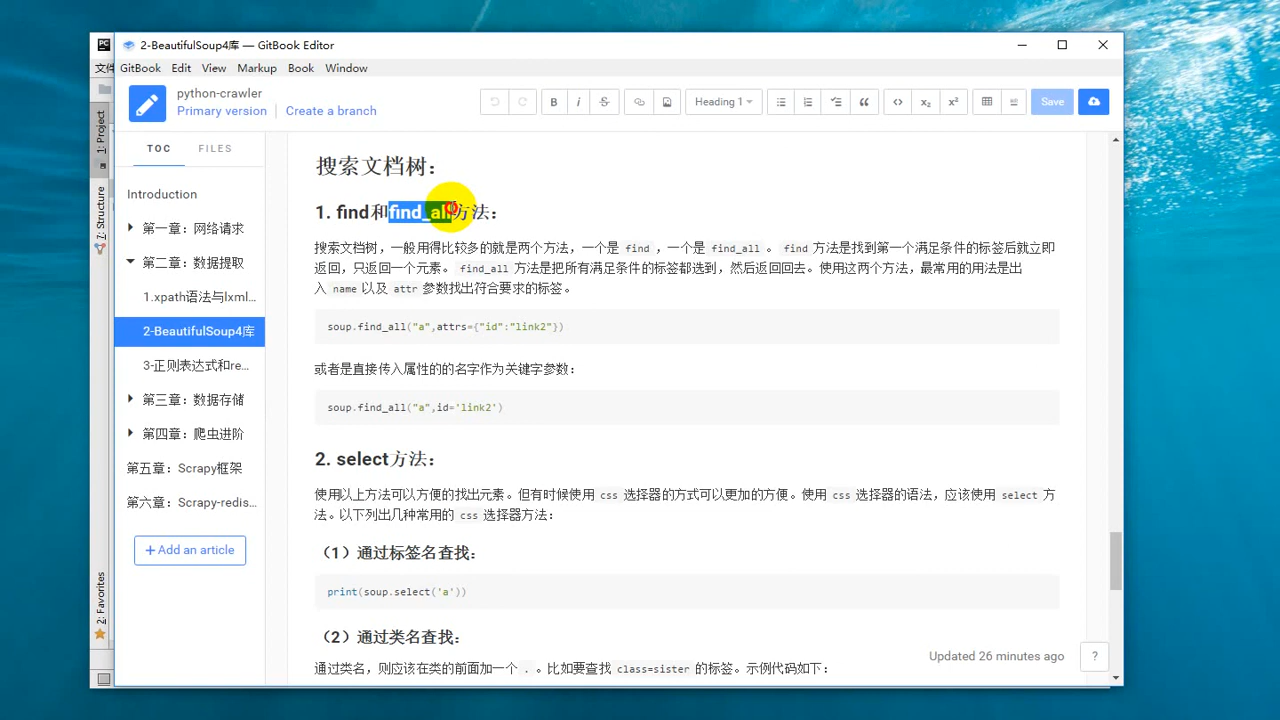 2-BeautifulSoup4库 — GitBook Editor
文件
GitBook Edit View Markup Book Window
python-crawler
Primary version Create a branch
B i S Heading 1 Save
1: Project
7: Structure
2: Favorites
TOC FILES
Introduction
第一章：网络请求
第二章：数据提取
1.xpath语法与lxml...
2-BeautifulSoup4库
3-正则表达式和re...
第三章：数据存储
第四章：爬虫进阶
第五章：Scrapy框架
第六章：Scrapy-redis...
+ Add an article
搜索文档树：
1. find和find_all方法：
搜索文档树，一般用得比较多的就是两个方法，一个是 find ，一个是 find_all 。 find 方法是找到第一个满足条件的标签后就立即
返回，只返回一个元素。 find_all 方法是把所有满足条件的标签都选到，然后返回回去。使用这两个方法，最常用的用法是出
入 name 以及 attr 参数找出符合要求的标签。
soup.find_all("a",attrs={"id":"link2"})
或者是直接传入属性的的名字作为关键字参数：
soup.find_all("a",id='link2')
2. select方法：
使用以上方法可以方便的找出元素。但有时候使用 css 选择器的方式可以更加的方便。使用 css 选择器的语法，应该使用 select 方
法。以下列出几种常用的 css 选择器方法：
（1）通过标签名查找：
print(soup.select('a'))
（2）通过类名查找：
通过类名，则应该在类的前面加一个 . 。比如要查找 class=sister 的标签。示例代码如下：
Updated 26 minutes ago
?